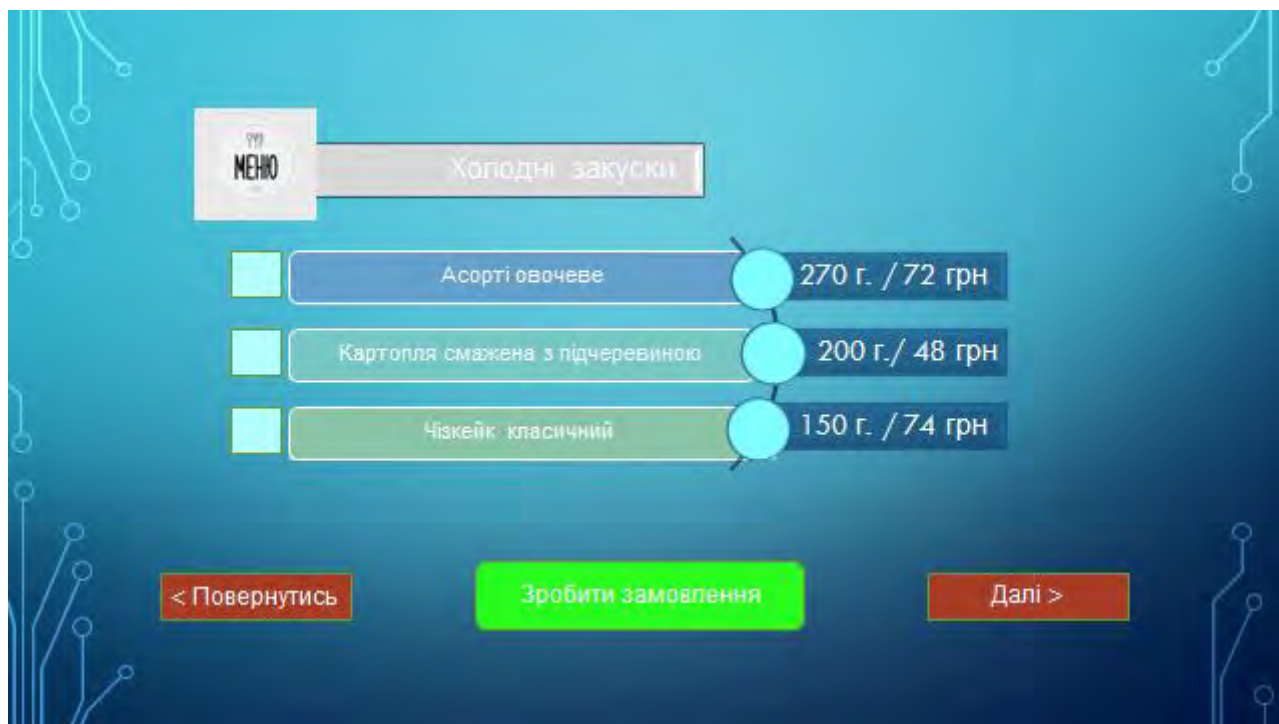 МЕНЮ
Холодні закуски
Асорті овочеве
270 г. / 72 грн
Картопля смажена з підчеревиною
200 г./ 48 грн
Чізкейк класичний
150 г. / 74 грн
< Повернутись
Зробити замовлення
Далі >